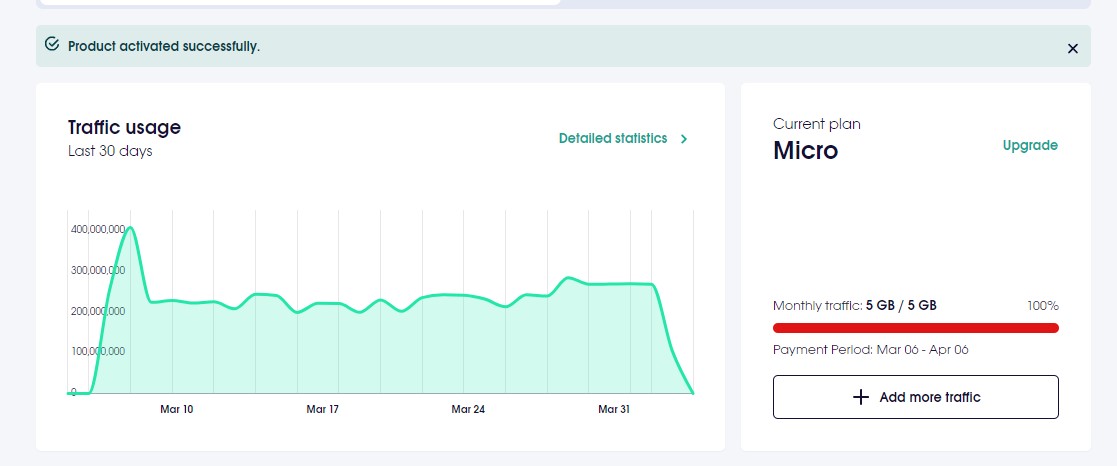 Product activated successfully.
Traffic usage
Last 30 days
Detailed statistics
400,000,000
300,000,000
200,000,000
100,000,000
0
Mar 10
Mar 17
Mar 24
Mar 31
Current plan
Micro
Upgrade
Monthly traffic: 5 GB / 5 GB
100%
Payment Period: Mar 06 - Apr 06
Add more traffic